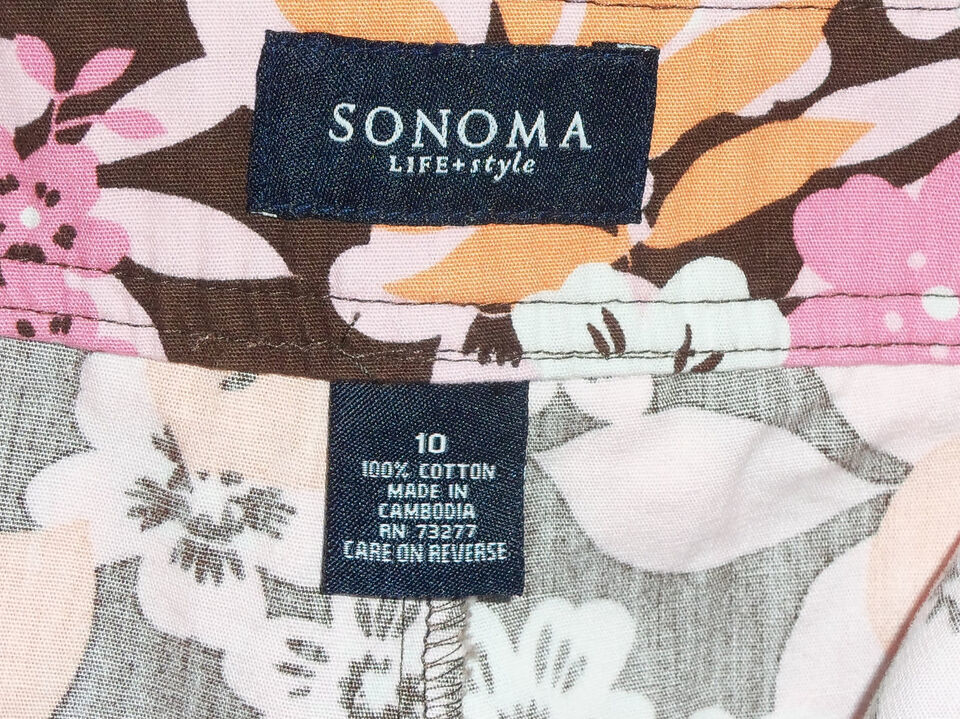 SONOMA
LIFE+style
10
100% COTTON
MADE IN
CAMBODIA
RN 73277
CARE ON REVERSE